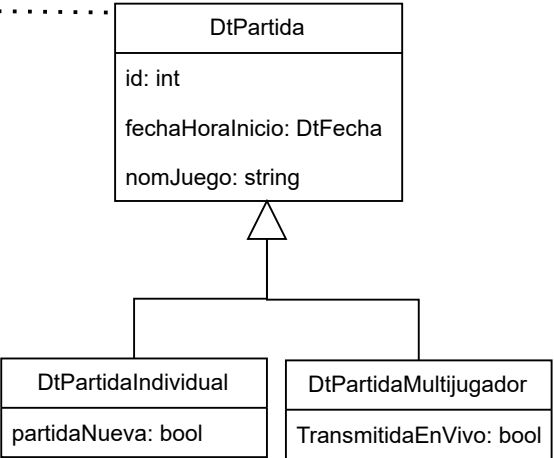 DtPartida
id: int
fechaHoraInicio: DtFecha
nomJuego: string
DtPartidaIndividual
partidaNueva: bool
DtPartidaMultijugador
TransmitidaEnVivo: bool